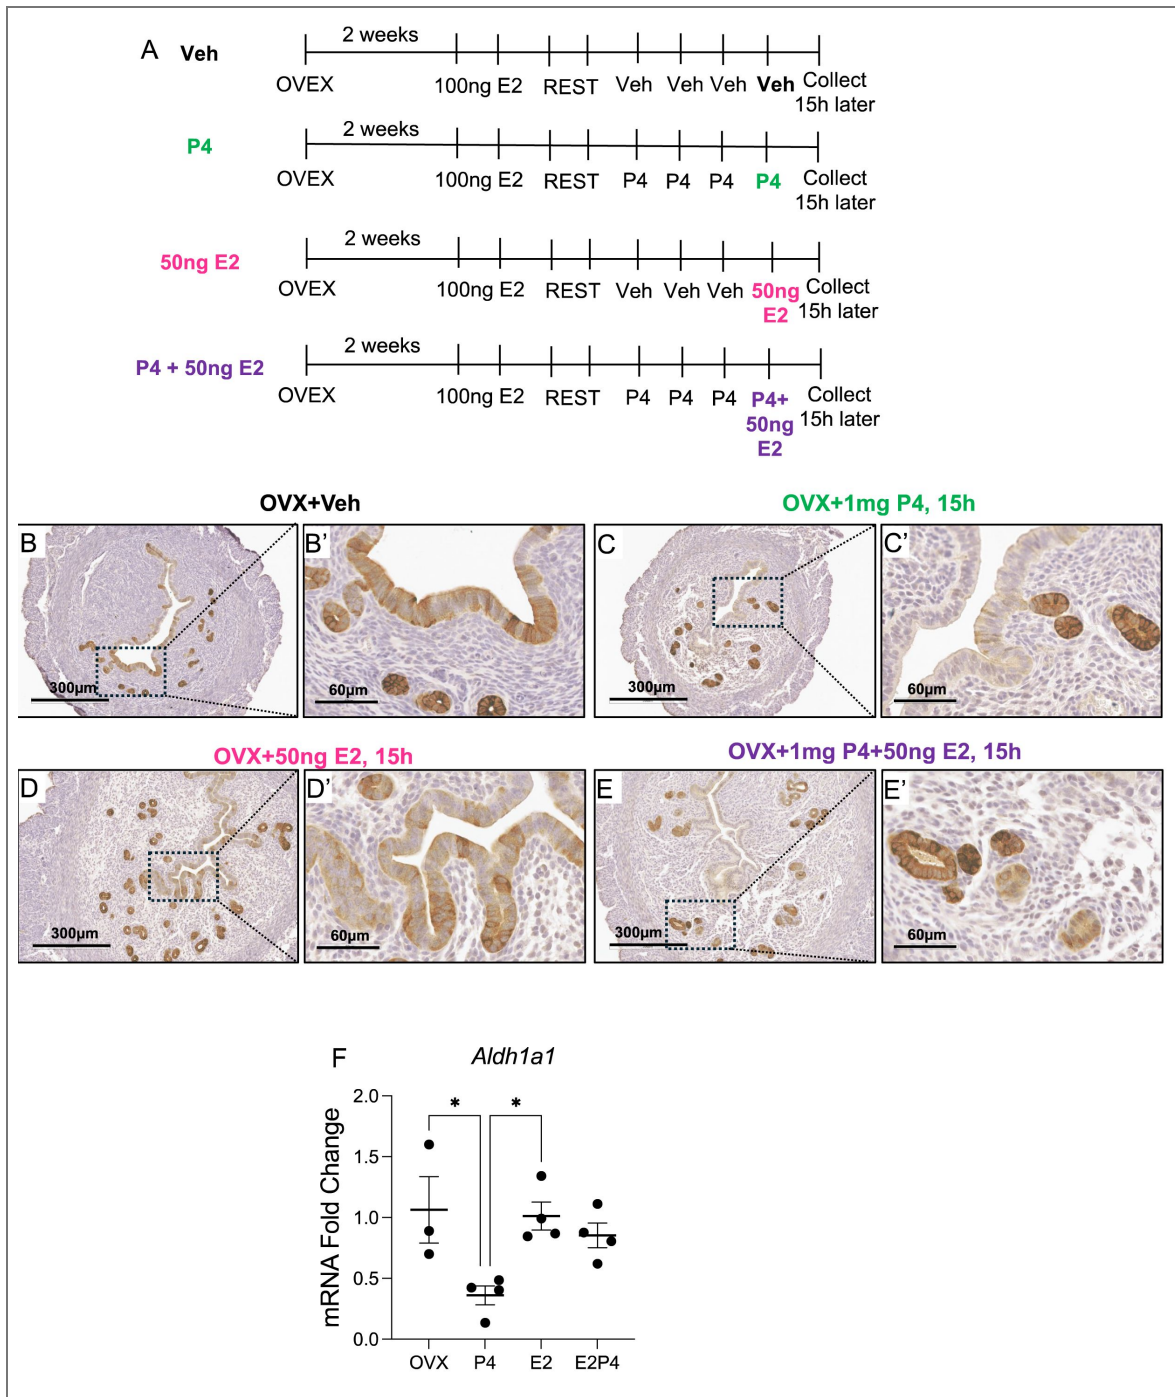 A
Veh
2 weeks
OVEX 100ng E2 REST Veh Veh Veh Veh Collect
15h later
P4
2 weeks
OVEX 100ng E2 REST P4 P4 P4 P4 Collect
15h later
50ng E2
2 weeks
OVEX 100ng E2 REST Veh Veh Veh 50ng E2 Collect
15h later
P4 + 50ng E2
2 weeks
OVEX 100ng E2 REST P4 P4 P4 P4+ 50ng E2 Collect
15h later
OVX+Veh
OVX+1mg P4, 15h
B
300µm
B'
60µm
C
300µm
C'
60µm
OVX+50ng E2, 15h
OVX+1mg P4+50ng E2, 15h
D
300µm
D'
60µm
E
300µm
E'
60µm
F
Aldh1a1
mRNA Fold Change
2.0
1.5
1.0
0.5
0.0
* *
OVX P4 E2 E2P4